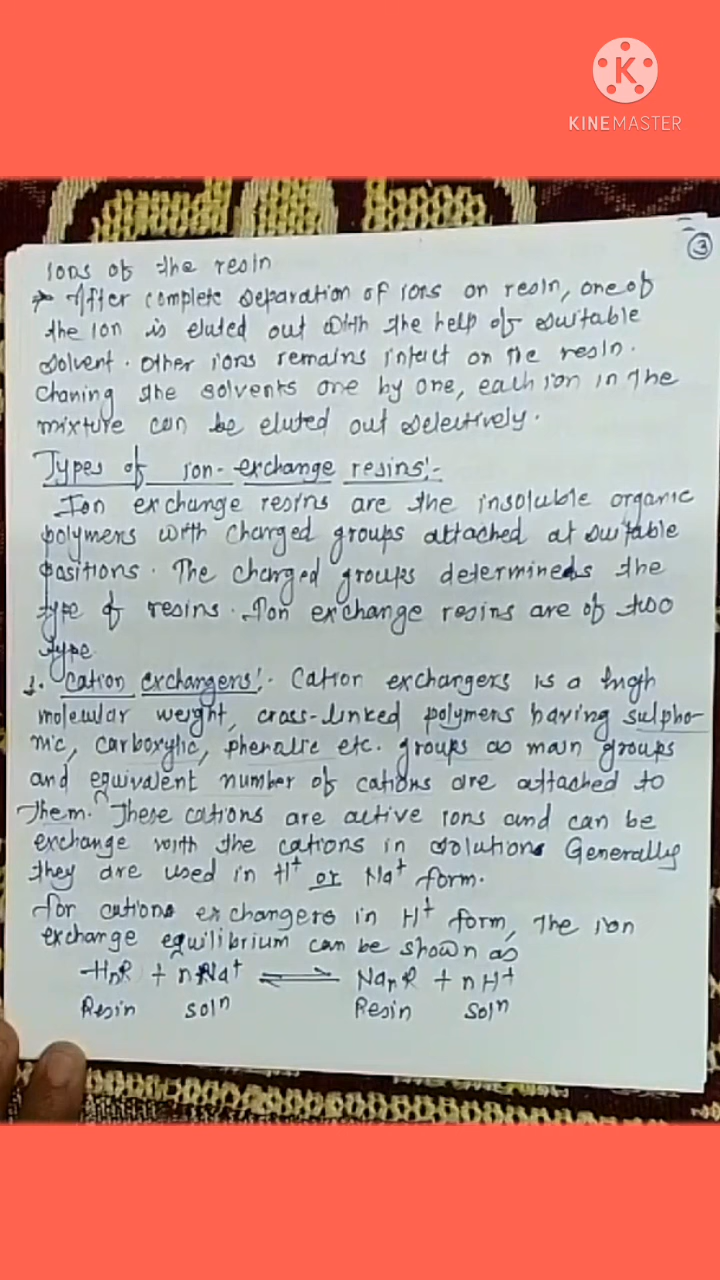 KINEMASTER
3
ions of the resin
→ After complete separation of ions on resin, one of
the ion is eluted out with the help of suitable
solvent. Other ions remains intact on the resin.
Chaning the solvents one by one, each ion in the
mixture can be eluted out selectively.
Types of ion-exchange resins:-
Ion exchange resins are the insoluble organic
polymers with charged groups attached at suitable
positions. The charged groups determines the
type of resins. Ion exchange resins are of two
type
1. Cation exchangers:- Cation exchangers is a high
molecular weight, cross-linked polymers having sulpho-
nic, carboxylic, phenolic etc. groups as main groups
and equivalent number of cations are attached to
them. These cations are active ions and can be
exchange with the cations in solutions Generally
they are used in H⁺ or Na⁺ form.
for cations exchangers in H⁺ form, the ion
exchange equilibrium can be shown as
HnR + nNa⁺ ⇌ NanR + nH⁺
Resin solⁿ Resin solⁿ